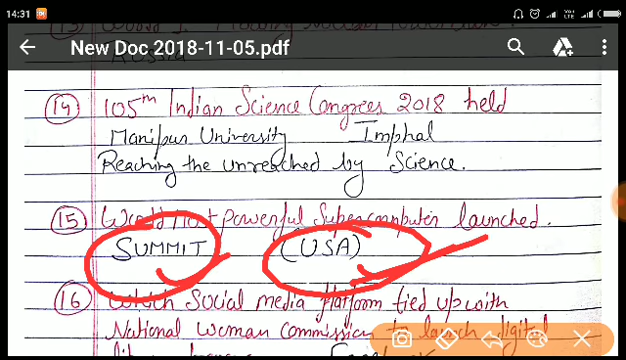 14:31
New Doc 2018-11-05.pdf
RUSSIA
(14) 105th Indian Science Congress 2018 held
Manipur University Imphal
Reaching the unreached by Science.
(15) World most powerful Supercomputer launched.
SUMMIT (USA)
(16) Which Social media platform tied up with
National Woman Commission to launch digital